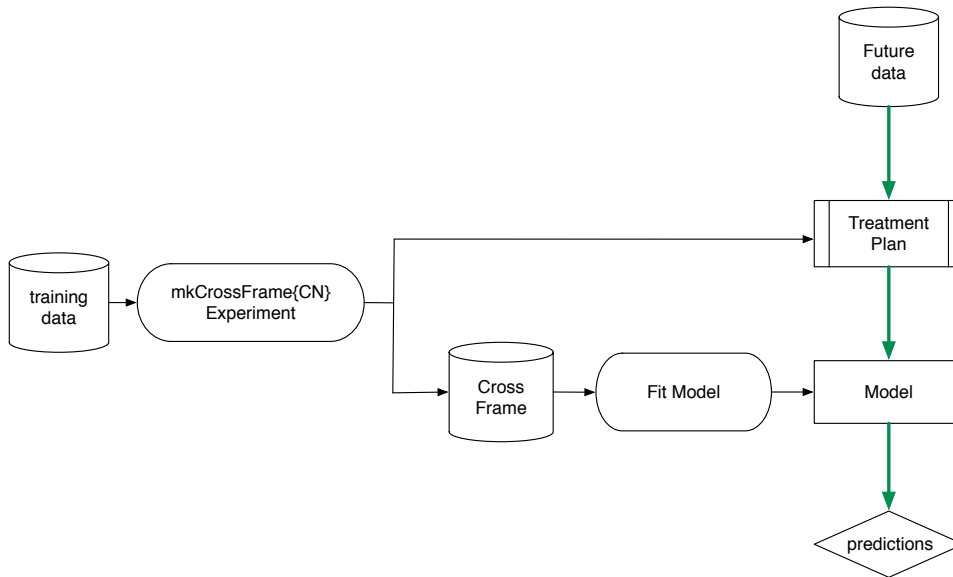 Future
data
Treatment
Plan
training
data
mkCrossFrame{CN}
Experiment
Cross
Frame
Fit Model
Model
predictions